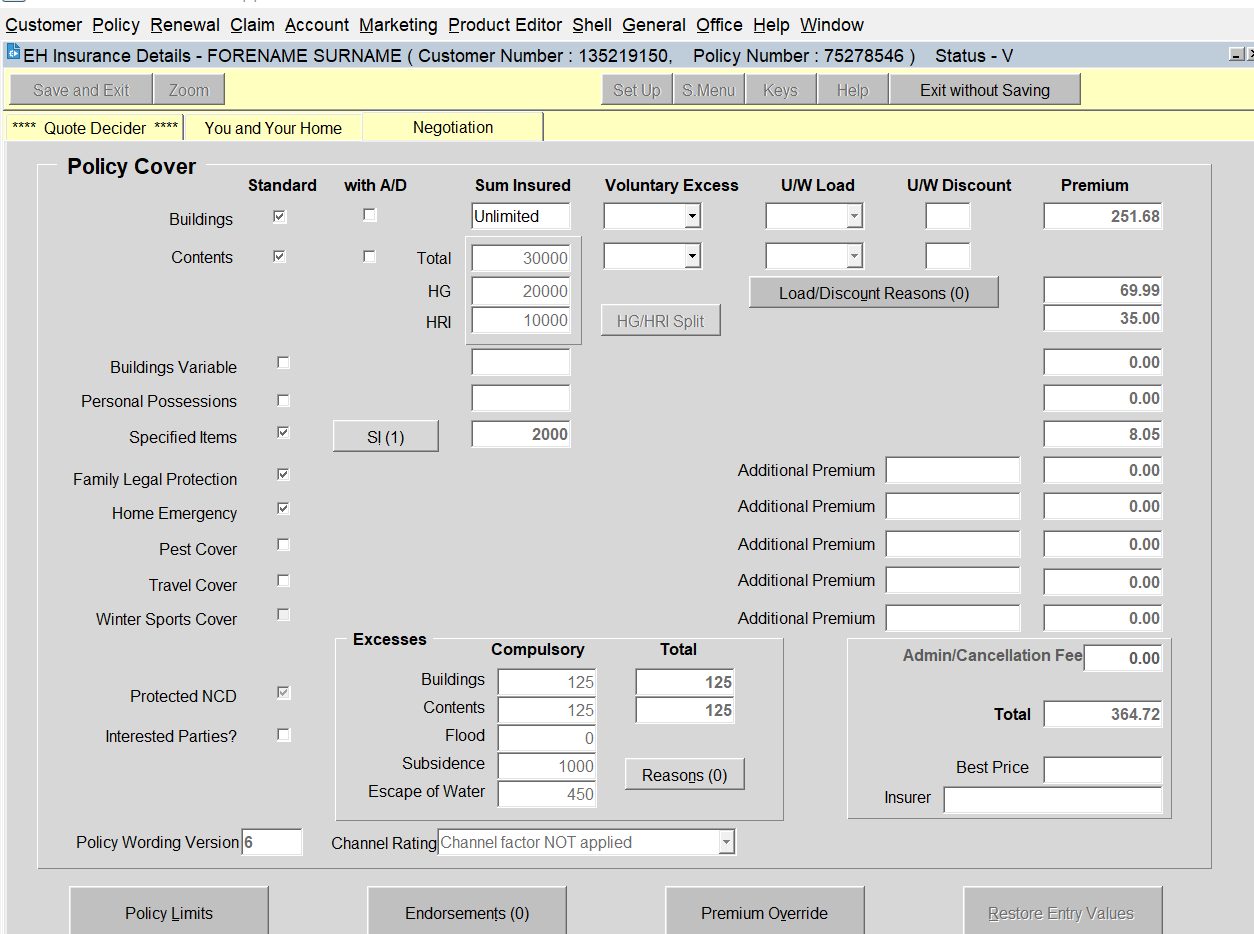 Customer Policy Renewal Claim Account Marketing Product Editor Shell General Office Help Window
EH Insurance Details - FORENAME SURNAME ( Customer Number : 135219150, Policy Number : 75278546 ) Status - V
Save and Exit Zoom Set Up S.Menu Keys Help Exit without Saving
**** Quote Decider **** You and Your Home Negotiation
Policy Cover
Standard with A/D Sum Insured Voluntary Excess U/W Load U/W Discount Premium
Buildings Unlimited 251.68
Contents Total 30000
HG 20000 Load/Discount Reasons (0) 69.99
HRI 10000 HG/HRI Split 35.00
Buildings Variable 0.00
Personal Possessions 0.00
Specified Items SI (1) 2000 8.05
Family Legal Protection Additional Premium 0.00
Home Emergency Additional Premium 0.00
Pest Cover Additional Premium 0.00
Travel Cover Additional Premium 0.00
Winter Sports Cover Additional Premium 0.00
Excesses
Compulsory Total
Buildings 125 125
Contents 125 125
Flood 0
Subsidence 1000
Escape of Water 450
Reasons (0)
Admin/Cancellation Fee 0.00
Total 364.72
Best Price
Insurer
Protected NCD
Interested Parties?
Policy Wording Version 6 Channel Rating Channel factor NOT applied
Policy Limits Endorsements (0) Premium Override Restore Entry Values